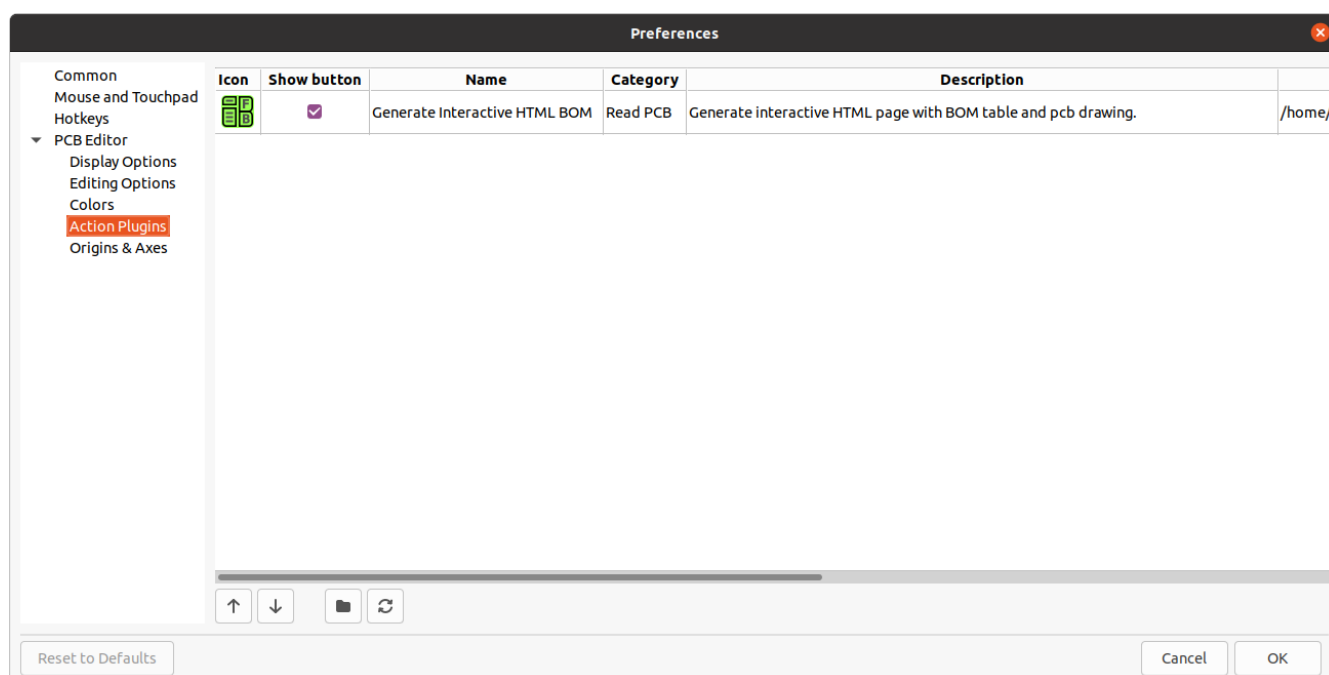 Preferences
Common
Mouse and Touchpad
Hotkeys
PCB Editor
Display Options
Editing Options
Colors
Action Plugins
Origins & Axes
Icon Show button Name Category Description
F
B
Generate Interactive HTML BOM Read PCB Generate interactive HTML page with BOM table and pcb drawing. /home/
Reset to Defaults Cancel OK